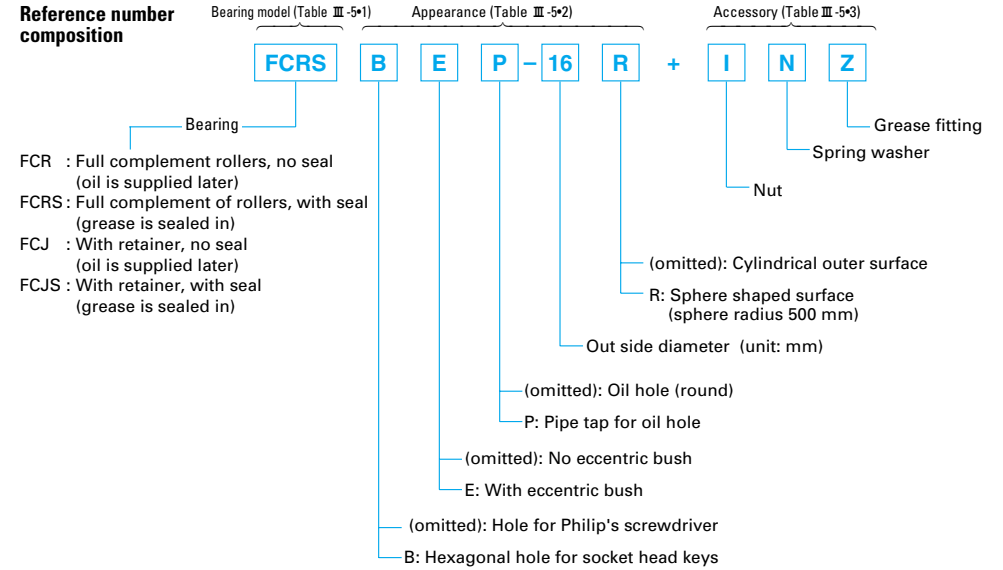 Reference number
composition
Bearing model (Table Ⅲ-5•1)
Appearance (Table Ⅲ-5•2)
Accessory (Table Ⅲ-5•3)
FCRS B E P – 16 R + I N Z
Bearing
FCR : Full complement rollers, no seal
(oil is supplied later)
FCRS : Full complement of rollers, with seal
(grease is sealed in)
FCJ : With retainer, no seal
(oil is supplied later)
FCJS : With retainer, with seal
(grease is sealed in)
Grease fitting
Spring washer
Nut
(omitted): Cylindrical outer surface
R: Sphere shaped surface
(sphere radius 500 mm)
Out side diameter (unit: mm)
(omitted): Oil hole (round)
P: Pipe tap for oil hole
(omitted): No eccentric bush
E: With eccentric bush
(omitted): Hole for Philip's screwdriver
B: Hexagonal hole for socket head keys